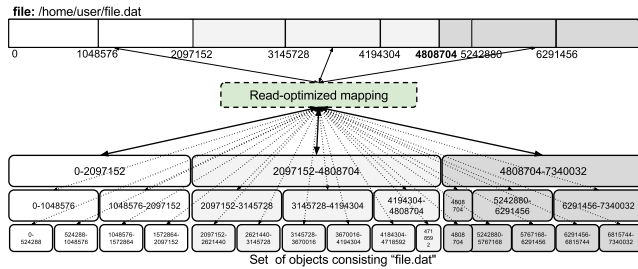 file: /home/user/file.dat
0 1048576 2097152 3145728 4194304 4808704 5242880 6291456
Read-optimized mapping
0-2097152 2097152-4808704 4808704-7340032
0-1048576 1048576-2097152 2097152-3145728 3145728-4194304 4194304-4808704 4808704 5242880-6291456 6291456-7340032
0-524288 524288-1048576 1048576-1572864 1572864-2097152 2097152-2621440 2621440-3145728 3145728-3670016 3670016-4194304 4184304-4718592 4718592 4808704 4808704-5242880 5242880-5767168 5767168-6291456 6291456-6815744 6815744-7340032
Set of objects consisting "file.dat"